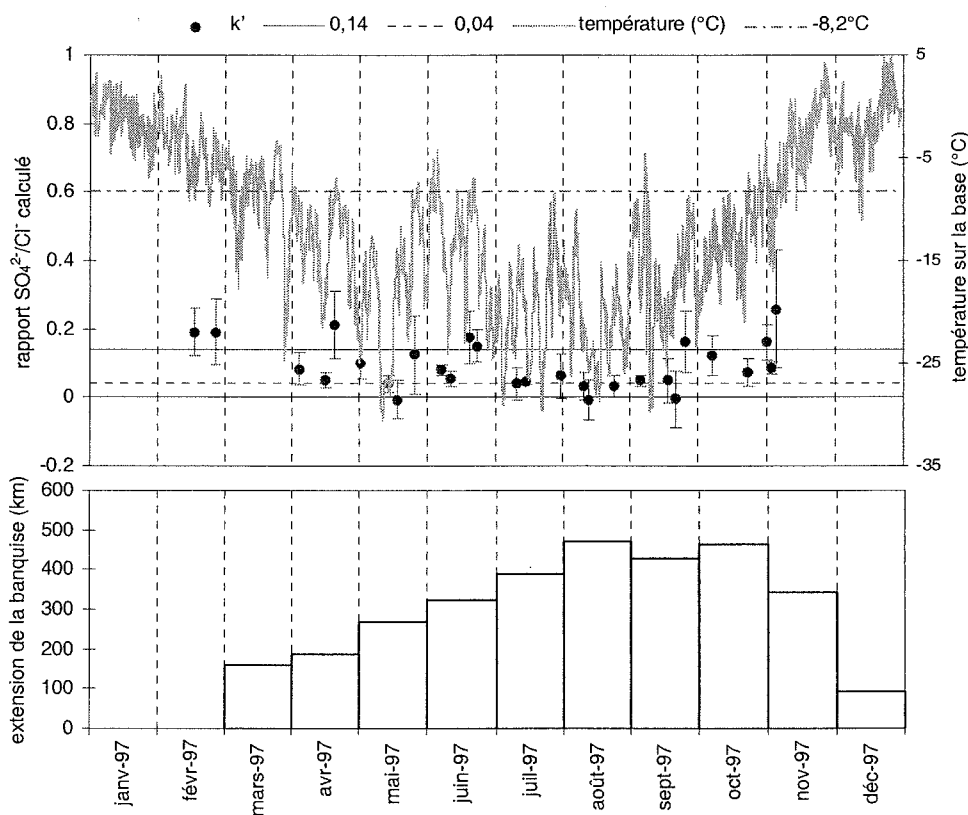 k' 0,14 0,04 température (°C) -8,2°C
rapport SO₄²⁻/Cl⁻ calculé
1
0.8
0.6
0.4
0.2
0
-0.2
5
-5
-15
-25
-35
température sur la base (°C)
extension de la banquise (km)
600
500
400
300
200
100
0
janv-97
févr-97
mars-97
avr-97
mai-97
juin-97
juil-97
août-97
sept-97
oct-97
nov-97
déc-97